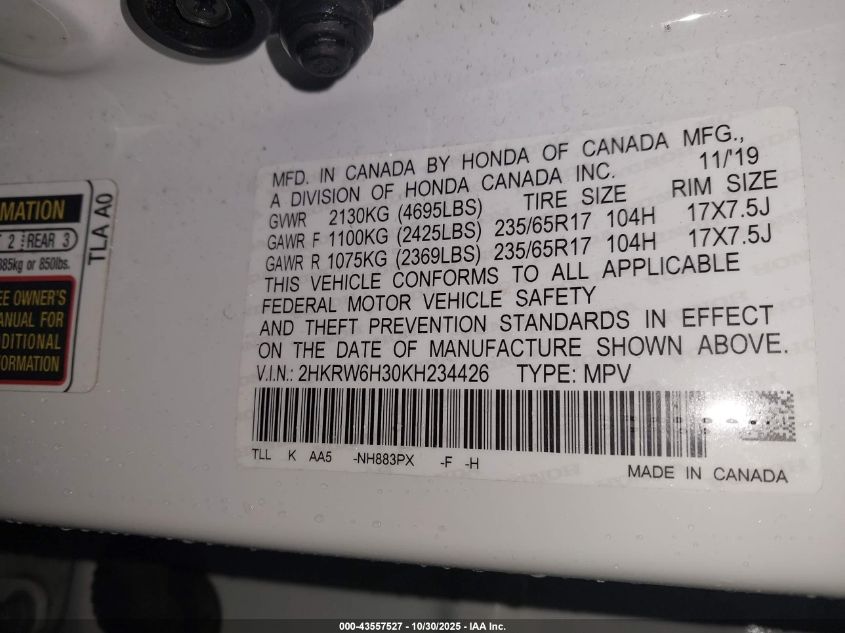 MFD. IN CANADA BY HONDA OF CANADA MFG.,
A DIVISION OF HONDA CANADA INC. 11/'19
GVWR 2130KG (4695LBS) TIRE SIZE RIM SIZE
GAWR F 1100KG (2425LBS) 235/65R17 104H 17X7.5J
GAWR R 1075KG (2369LBS) 235/65R17 104H 17X7.5J
THIS VEHICLE CONFORMS TO ALL APPLICABLE
FEDERAL MOTOR VEHICLE SAFETY
AND THEFT PREVENTION STANDARDS IN EFFECT
ON THE DATE OF MANUFACTURE SHOWN ABOVE.
V.I.N.: 2HKRW6H30KH234426 TYPE: MPV
TLL K AA5 -NH883PX -F -H
MADE IN CANADA
MATION
2 REAR 3
385kg or 850lbs.
EE OWNER'S
ANUAL FOR
DDITIONAL
FORMATION
TLA A0
000-43557527 - 10/30/2025 - IAA Inc.